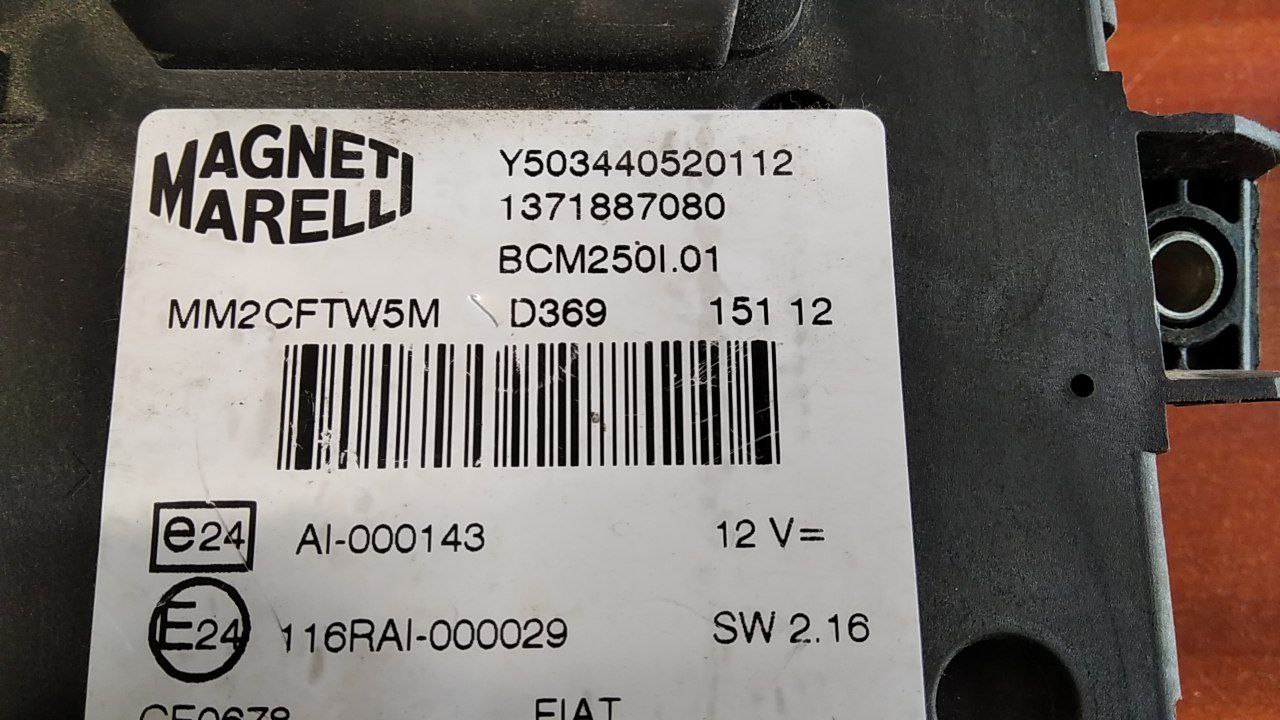 MAGNETI
MARELLI
Y503440520112
1371887080
BCM250I.01
MM2CFTW5M D369 151 12
e24 AI-000143 12 V=
E24 116RAI-000029 SW 2.16
CE0678 FIAT